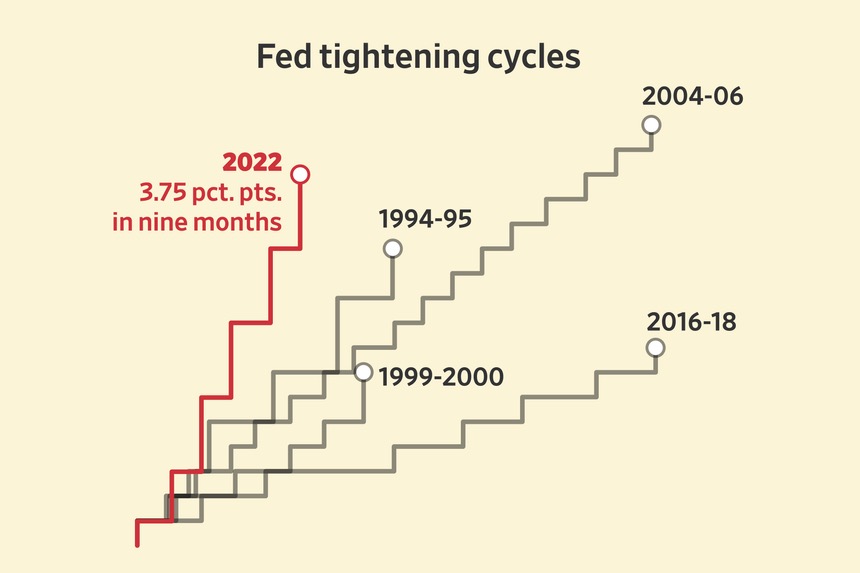 Fed tightening cycles
2004-06
2022
3.75 pct. pts.
in nine months
1994-95
2016-18
1999-2000